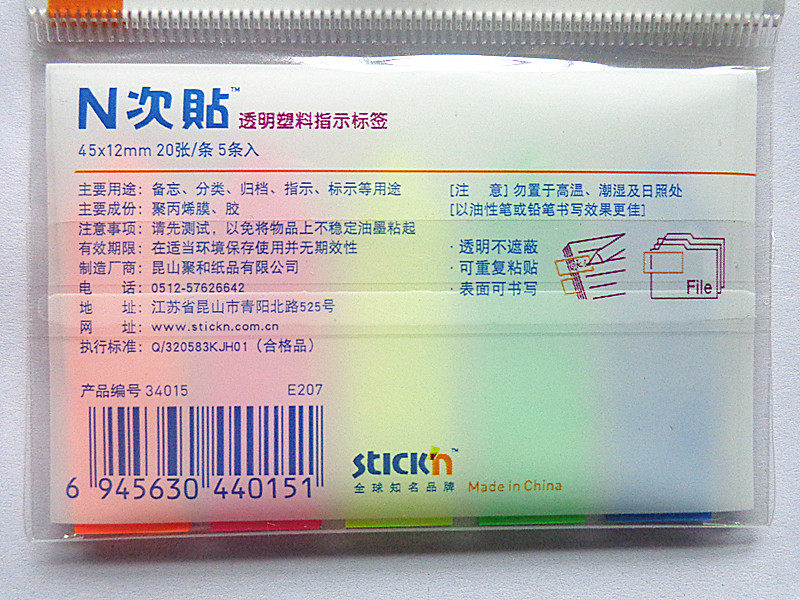 N次貼™ 透明塑料指示标签
45x12mm 20张/条 5条入
主要用途：备忘、分类、归档、指示、标示等用途
主要成份：聚丙烯膜、胶
注意事项：请先测试，以免将物品上不稳定油墨粘起
有效期限：在适当环境保存使用并无期效性
制造厂商：昆山聚和纸品有限公司
电 话：0512-57626642
地 址：江苏省昆山市青阳北路525号
网 址：www.stickn.com.cn
执行标准：Q/320583KJH01（合格品）
[注 意] 勿置于高温、潮湿及日照处
[以油性笔或铅笔书写效果更佳]
·透明不遮蔽
·可重复粘贴
·表面可书写
File
产品编号 34015 E207
6 945630 440151
stick'n™
全球知名品牌 Made in China